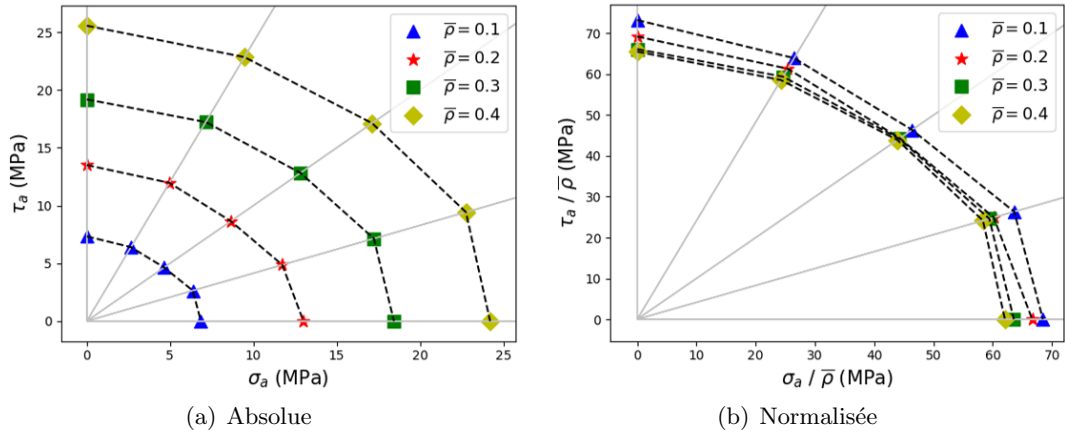 25
20
15
10
5
0
τₐ (MPa)
0 5 10 15 20 25
σₐ (MPa)
ρ̅ = 0.1
ρ̅ = 0.2
ρ̅ = 0.3
ρ̅ = 0.4
(a) Absolue
70
60
50
40
30
20
10
0
τₐ / ρ̅ (MPa)
0 10 20 30 40 50 60 70
σₐ / ρ̅ (MPa)
ρ̅ = 0.1
ρ̅ = 0.2
ρ̅ = 0.3
ρ̅ = 0.4
(b) Normalisée